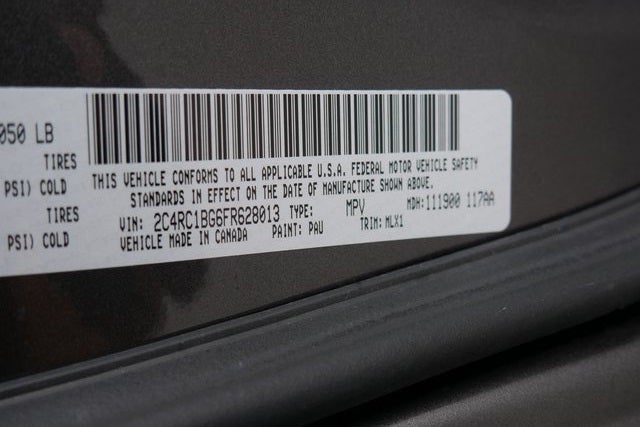 050 LB
TIRES
PSI) COLD
TIRES
PSI) COLD
THIS VEHICLE CONFORMS TO ALL APPLICABLE U.S.A. FEDERAL MOTOR VEHICLE SAFETY
STANDARDS IN EFFECT ON THE DATE OF MANUFACTURE SHOWN ABOVE.
VIN: 2C4RC1BG6FR628013 TYPE: MPV MDH:111900 117AA
VEHICLE MADE IN CANADA PAINT: PAU TRIM: MLX1